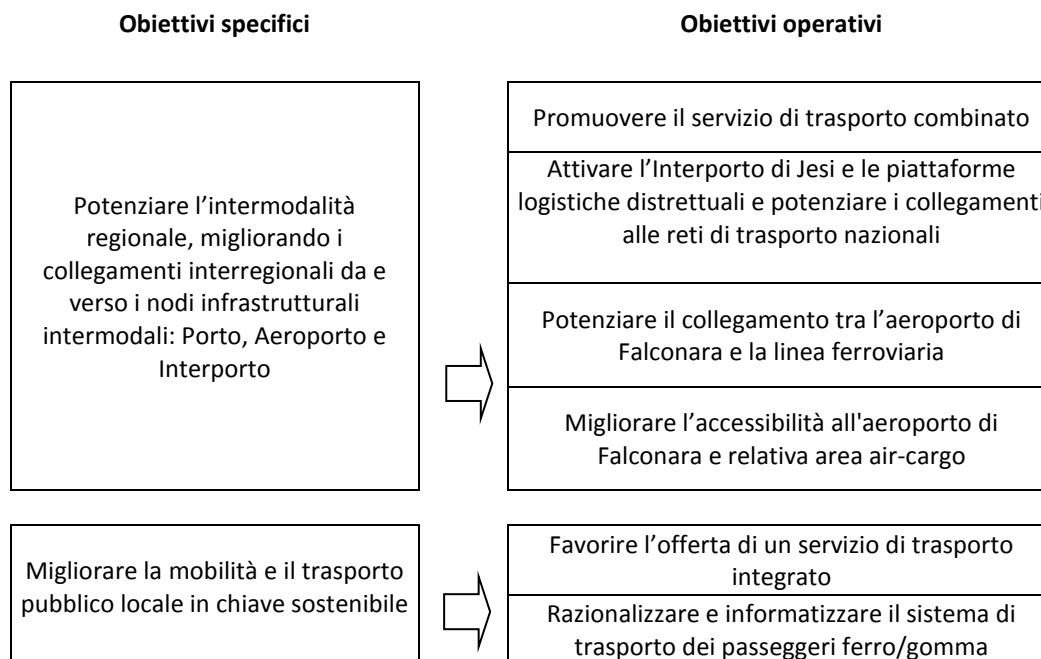 Obiettivi specifici
Obiettivi operativi
Potenziare l’intermodalità
regionale, migliorando i
collegamenti interregionali da e
verso i nodi infrastrutturali
intermodali: Porto, Aeroporto e
Interporto
Promuovere il servizio di trasporto combinato
Attivare l’Interporto di Jesi e le piattaforme
logistiche distrettuali e potenziare i collegamenti
alle reti di trasporto nazionali
Potenziare il collegamento tra l’aeroporto di
Falconara e la linea ferroviaria
Migliorare l’accessibilità all'aeroporto di
Falconara e relativa area air-cargo
Migliorare la mobilità e il trasporto
pubblico locale in chiave sostenibile
Favorire l’offerta di un servizio di trasporto
integrato
Razionalizzare e informatizzare il sistema di
trasporto dei passeggeri ferro/gomma